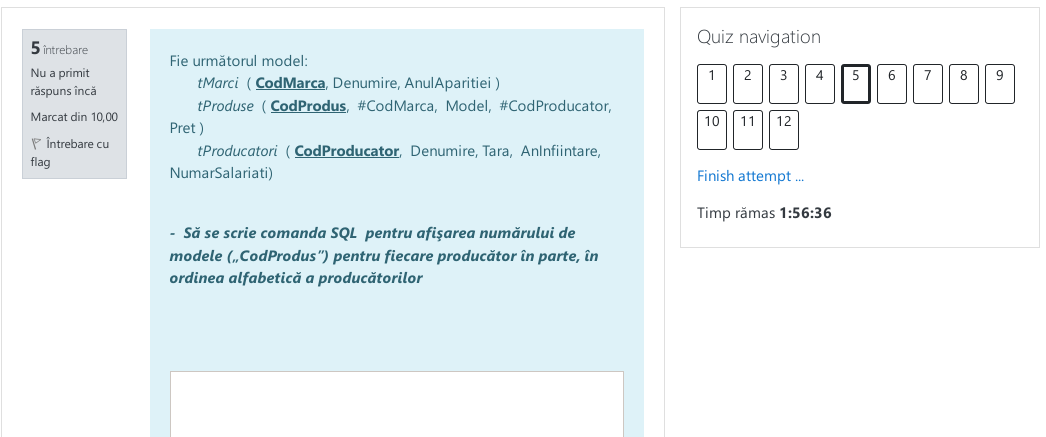 5 întrebare
Nu a primit
răspuns încă
Marcat din 10,00
Întrebare cu
flag
Fie următorul model:
tMarci ( CodMarca, Denumire, AnulAparitiei )
tProduse ( CodProdus, #CodMarca, Model, #CodProducator,
Pret )
tProducatori ( CodProducator, Denumire, Tara, AnInfiintare,
NumarSalariati)
- Să se scrie comanda SQL pentru afişarea numărului de
modele („CodProdus”) pentru fiecare producător în parte, în
ordinea alfabetică a producătorilor
Quiz navigation
1 2 3 4 5 6 7 8 9
10 11 12
Finish attempt ...
Timp rămas 1:56:36